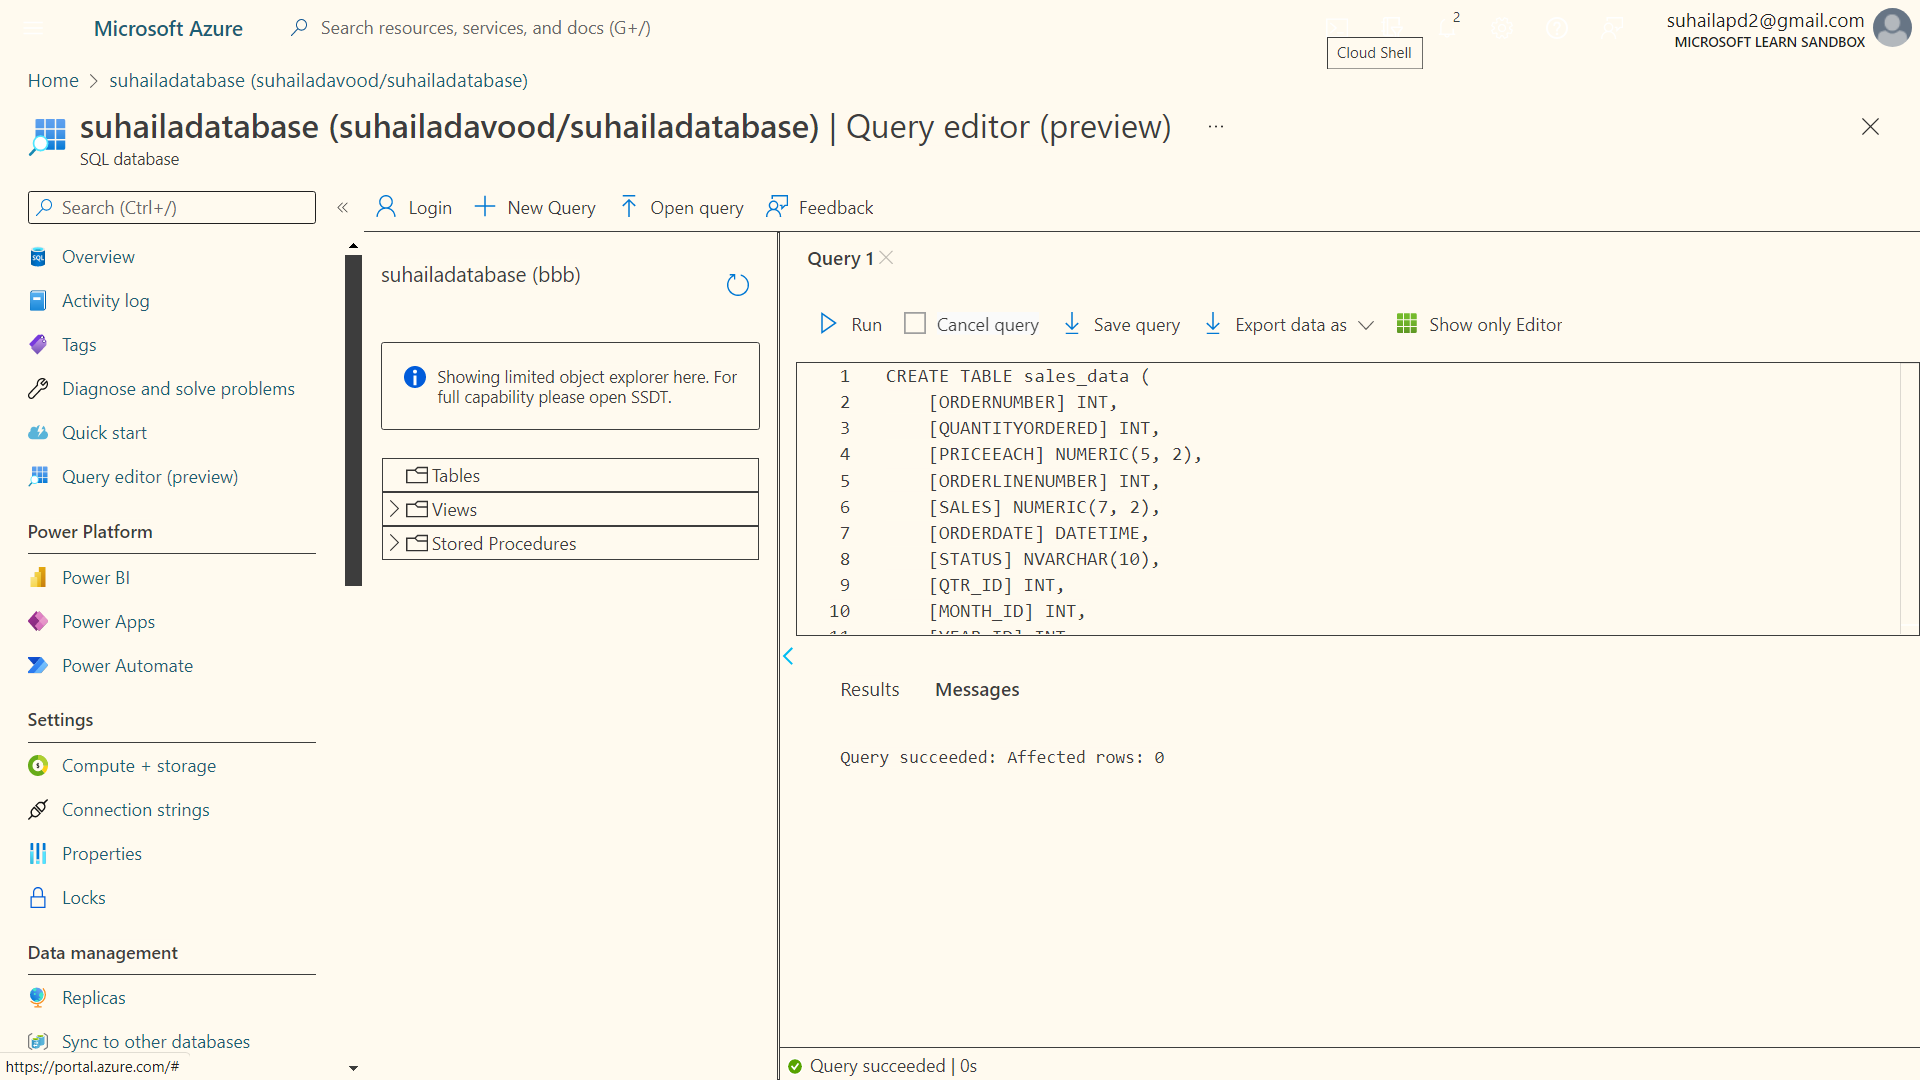 Microsoft Azure
Search resources, services, and docs (G+/)
2
Cloud Shell
suhailapd2@gmail.com
MICROSOFT LEARN SANDBOX
Home
suhailadatabase (suhailadavood/suhailadatabase)
suhailadatabase (suhailadavood/suhailadatabase) | Query editor (preview)
...
SQL database
Search (Ctrl+/)
«
Login
New Query
Open query
Feedback
Overview
Activity log
Tags
Diagnose and solve problems
Quick start
Query editor (preview)
Power Platform
Power BI
Power Apps
Power Automate
Settings
Compute + storage
Connection strings
Properties
Locks
Data management
Replicas
Sync to other databases
https://portal.azure.com/#
suhailadatabase (bbb)
Showing limited object explorer here. For
full capability please open SSDT.
Tables
Views
Stored Procedures
Query 1
Run
Cancel query
Save query
Export data as
Show only Editor
1 CREATE TABLE sales_data (
2 [ORDERNUMBER] INT,
3 [QUANTITYORDERED] INT,
4 [PRICEEACH] NUMERIC(5, 2),
5 [ORDERLINENUMBER] INT,
6 [SALES] NUMERIC(7, 2),
7 [ORDERDATE] DATETIME,
8 [STATUS] NVARCHAR(10),
9 [QTR_ID] INT,
10 [MONTH_ID] INT,
11 [YEAR_ID] INT,
Results
Messages
Query succeeded: Affected rows: 0
Query succeeded | 0s